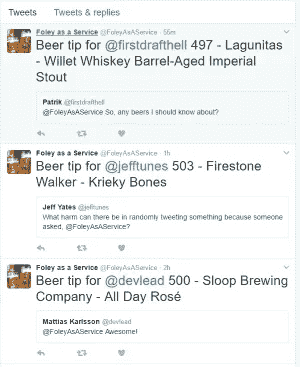 Tweets Tweets & replies
Foley as a Service @FoleyAsAService · 55m
Beer tip for @firstdrafthell 497 - Lagunitas
- Willet Whiskey Barrel-Aged Imperial
Stout
Patrik @firstdrafthell
@FoleyAsAService So, any beers I should know about?
Foley as a Service @FoleyAsAService · 1h
Beer tip for @jefftunes 503 - Firestone
Walker - Krieky Bones
Jeff Yates @jefftunes
What harm can there be in randomly tweeting something because someone
asked, @FoleyAsAService?
Foley as a Service @FoleyAsAService · 2h
Beer tip for @devlead 500 - Sloop Brewing
Company - All Day Rosé
Mattias Karlsson @devlead
@FoleyAsAService Awesome!